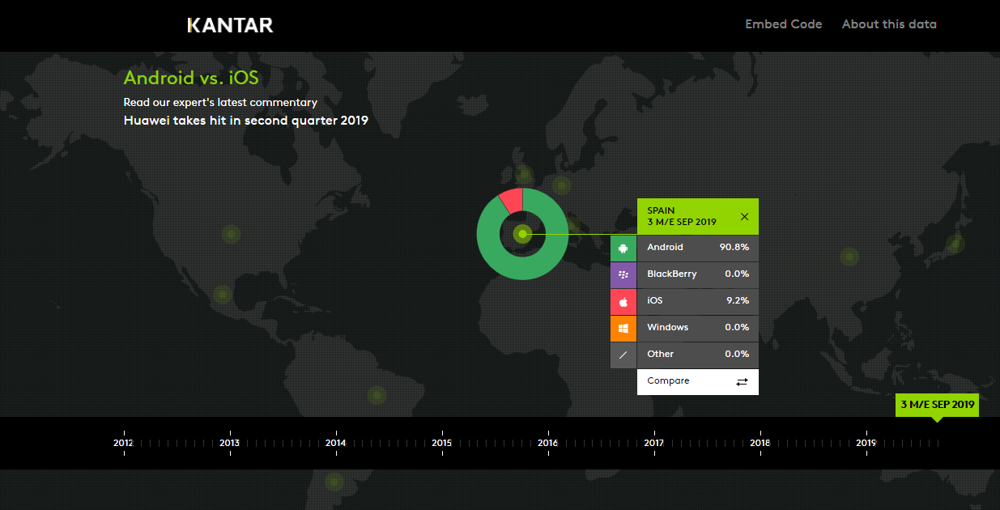 KANTAR
Embed Code
About this data
Android vs. iOS
Read our expert's latest commentary
Huawei takes hit in second quarter 2019
SPAIN
3 M/E SEP 2019
Android 90.8%
BlackBerry 0.0%
iOS 9.2%
Windows 0.0%
Other 0.0%
Compare
3 M/E SEP 2019
2012 2013 2014 2015 2016 2017 2018 2019